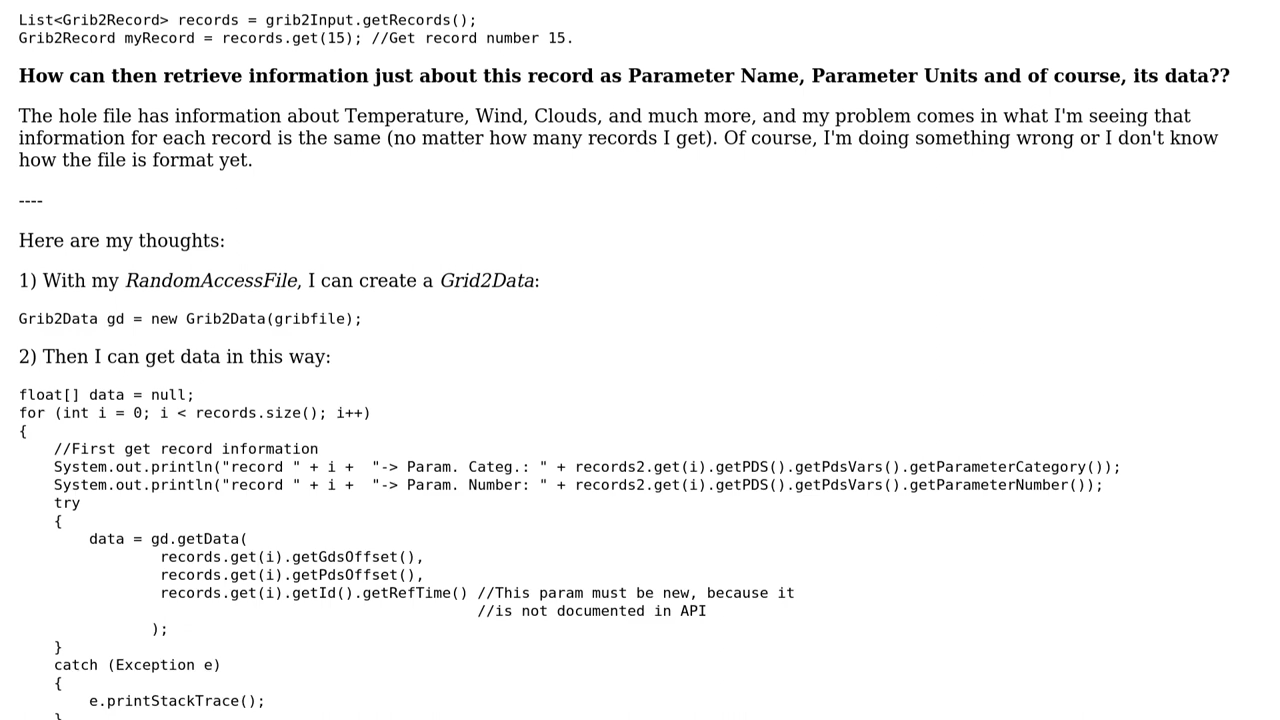 List<Grib2Record> records = grib2Input.getRecords();
Grib2Record myRecord = records.get(15); //Get record number 15.
How can then retrieve information just about this record as Parameter Name, Parameter Units and of course, its data??
The hole file has information about Temperature, Wind, Clouds, and much more, and my problem comes in what I'm seeing that
information for each record is the same (no matter how many records I get). Of course, I'm doing something wrong or I don't know
how the file is format yet.
----
Here are my thoughts:
1) With my RandomAccessFile, I can create a Grid2Data:
Grib2Data gd = new Grib2Data(gribfile);
2) Then I can get data in this way:
float[] data = null;
for (int i = 0; i < records.size(); i++)
{
    //First get record information
    System.out.println("record " + i +  "-> Param. Categ.: " + records2.get(i).getPDS().getPdsVars().getParameterCategory());
    System.out.println("record " + i +  "-> Param. Number: " + records2.get(i).getPDS().getPdsVars().getParameterNumber());
    try
    {
        data = gd.getData(
                records.get(i).getGdsOffset(),
                records.get(i).getPdsOffset(),
                records.get(i).getId().getRefTime() //This param must be new, because it
                                                    //is not documented in API
               );
    }
    catch (Exception e)
    {
        e.printStackTrace();
    }